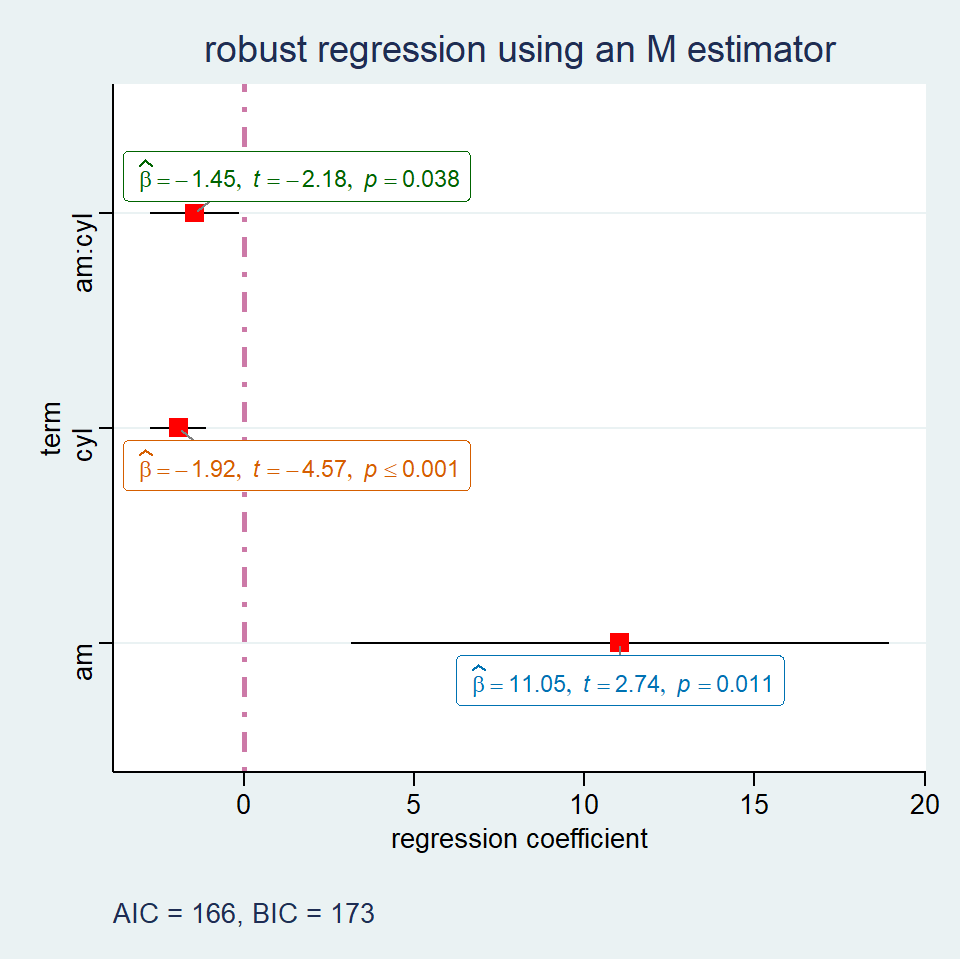 robust regression using an M estimator
β̂ = −1.45, t = −2.18, p = 0.038
am:cyl
term
cyl
β̂ = −1.92, t = −4.57, p ≤ 0.001
am
β̂ = 11.05, t = 2.74, p = 0.011
0 5 10 15 20
regression coefficient
AIC = 166, BIC = 173